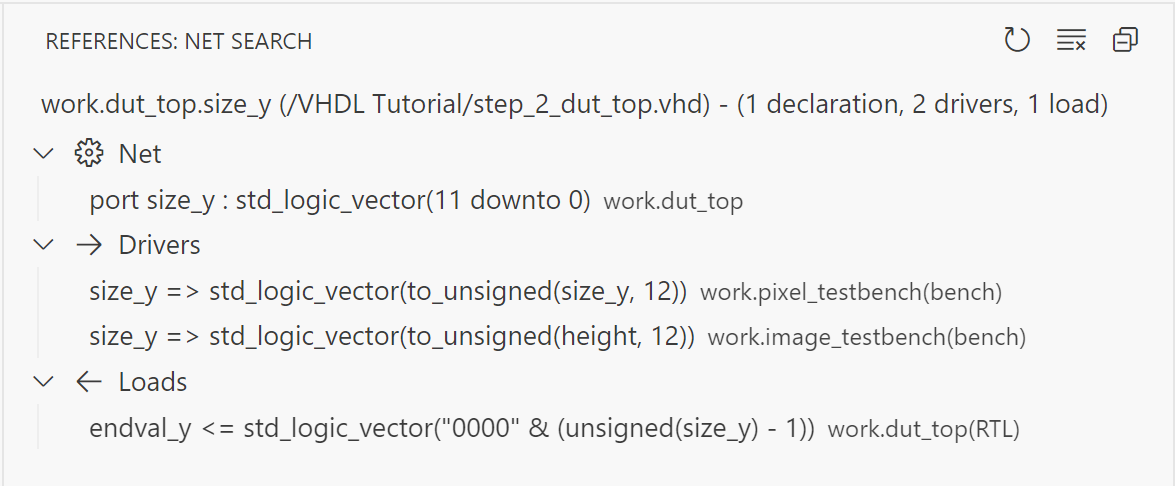 REFERENCES: NET SEARCH
work.dut_top.size_y (/VHDL Tutorial/step_2_dut_top.vhd) - (1 declaration, 2 drivers, 1 load)
Net
port size_y : std_logic_vector(11 downto 0) work.dut_top
Drivers
size_y => std_logic_vector(to_unsigned(size_y, 12)) work.pixel_testbench(bench)
size_y => std_logic_vector(to_unsigned(height, 12)) work.image_testbench(bench)
Loads
endval_y <= std_logic_vector("0000" & (unsigned(size_y) - 1)) work.dut_top(RTL)